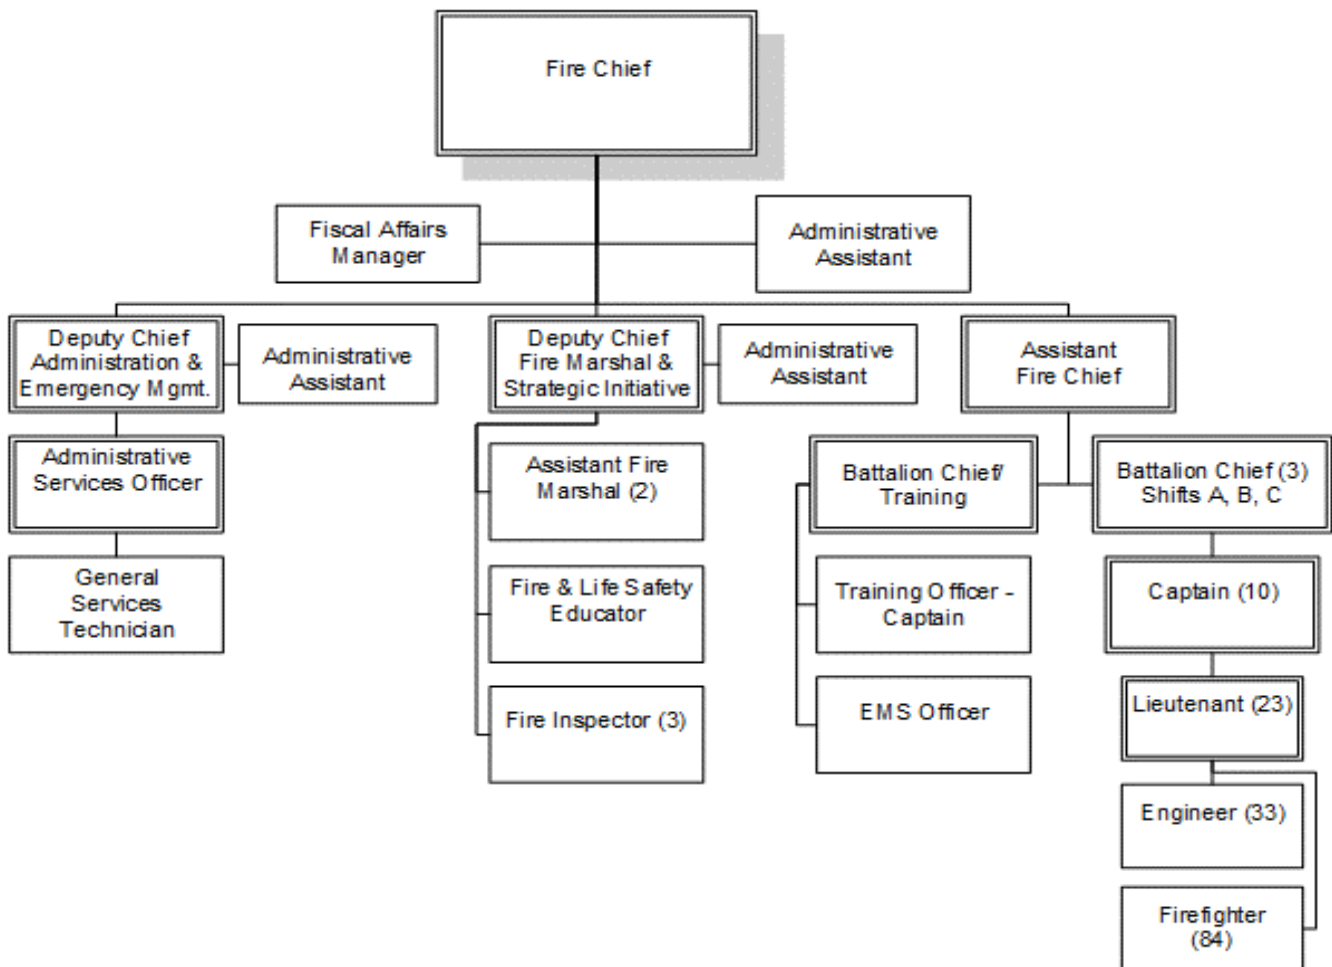 Fire Chief
Fiscal Affairs
Manager
Administrative
Assistant
Deputy Chief
Administration &
Emergency Mgmt.
Administrative
Assistant
Deputy Chief
Fire Marshal &
Strategic Initiative
Administrative
Assistant
Assistant
Fire Chief
Administrative
Services Officer
General
Services
Technician
Assistant Fire
Marshal (2)
Fire & Life Safety
Educator
Fire Inspector (3)
Battalion Chief/
Training
Training Officer -
Captain
EMS Officer
Battalion Chief (3)
Shifts A, B, C
Captain (10)
Lieutenant (23)
Engineer (33)
Firefighter
(84)